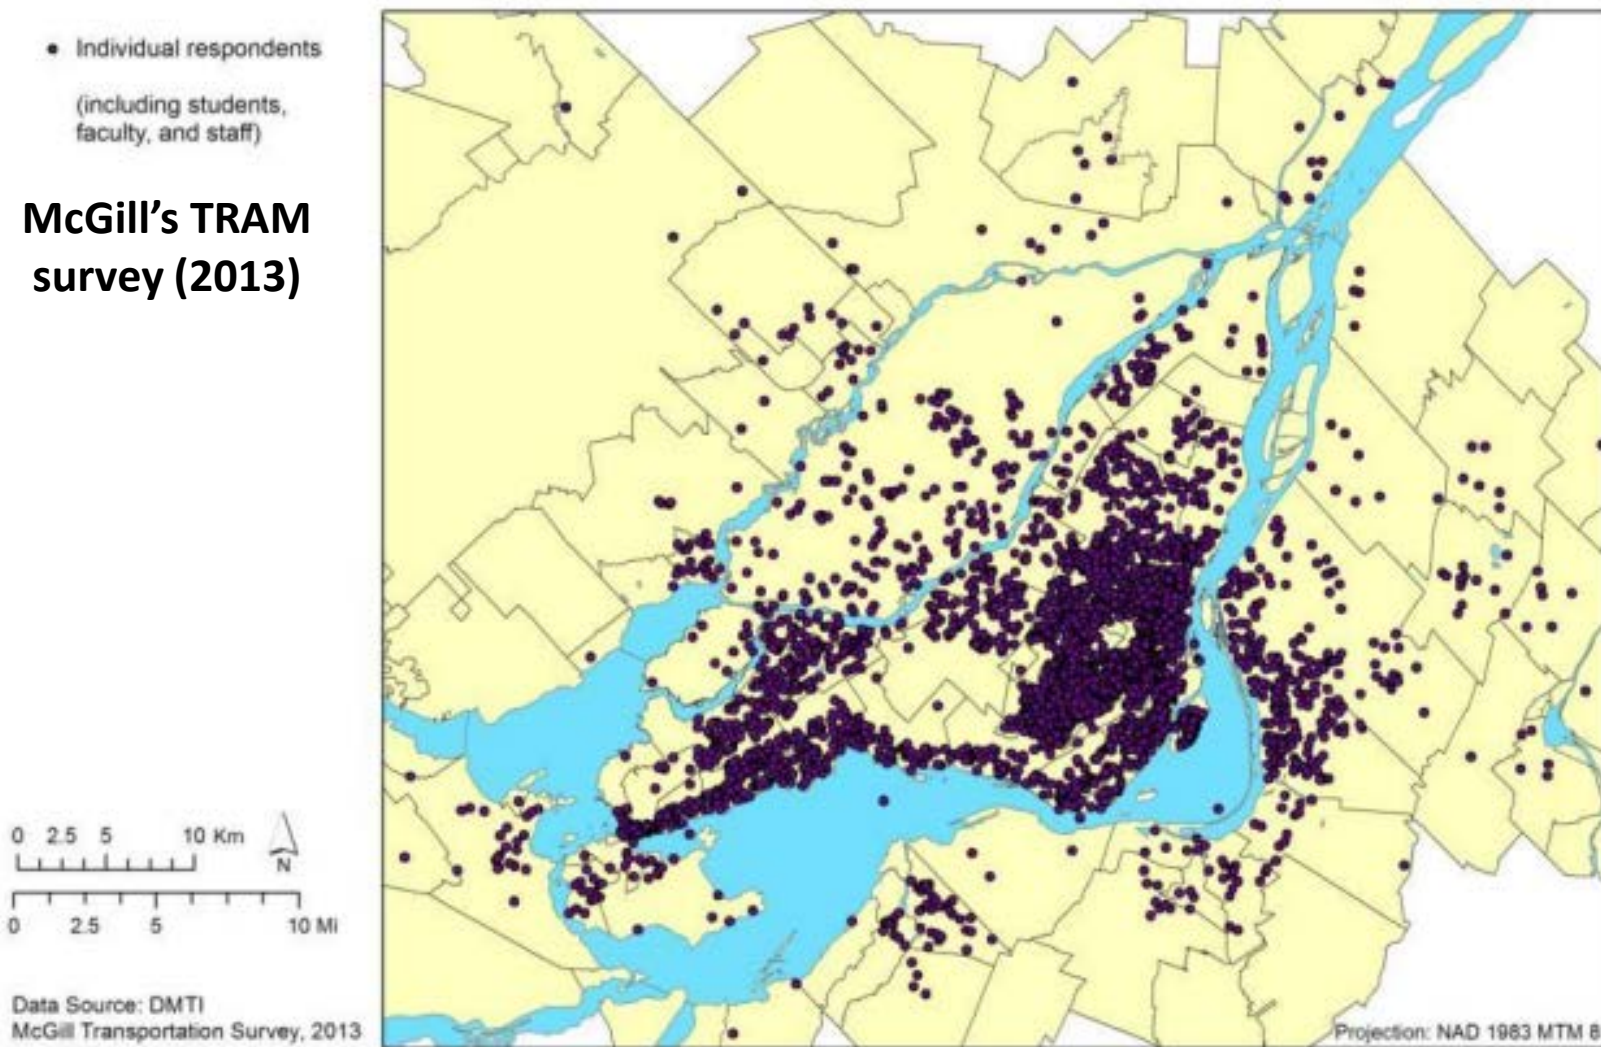 Individual respondents
(including students,
faculty, and staff)
McGill’s TRAM
survey (2013)
0 2.5 5 10 Km
N
0 2.5 5 10 Mi
Data Source: DMTI
McGill Transportation Survey, 2013
Projection: NAD 1983 MTM 8